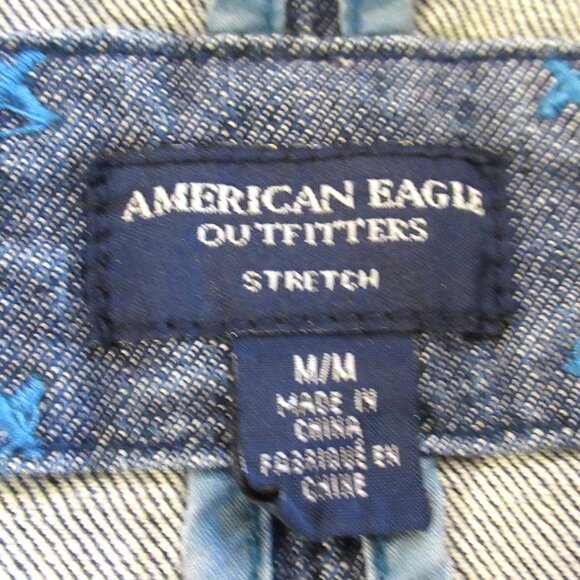 AMERICAN EAGLE
OUTFITTERS
STRETCH
M/M
MADE IN
CHINA
FABRIQUÉ EN
CHINE